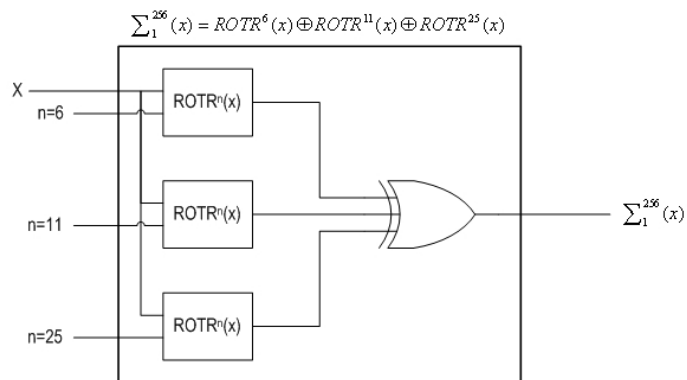 ∑₁²⁵⁶(x) = ROTR⁶(x)⊕ROTR¹¹(x)⊕ROTR²⁵(x)
X
n=6
ROTRⁿ(x)
n=11
ROTRⁿ(x)
∑₁²⁵⁶(x)
n=25
ROTRⁿ(x)